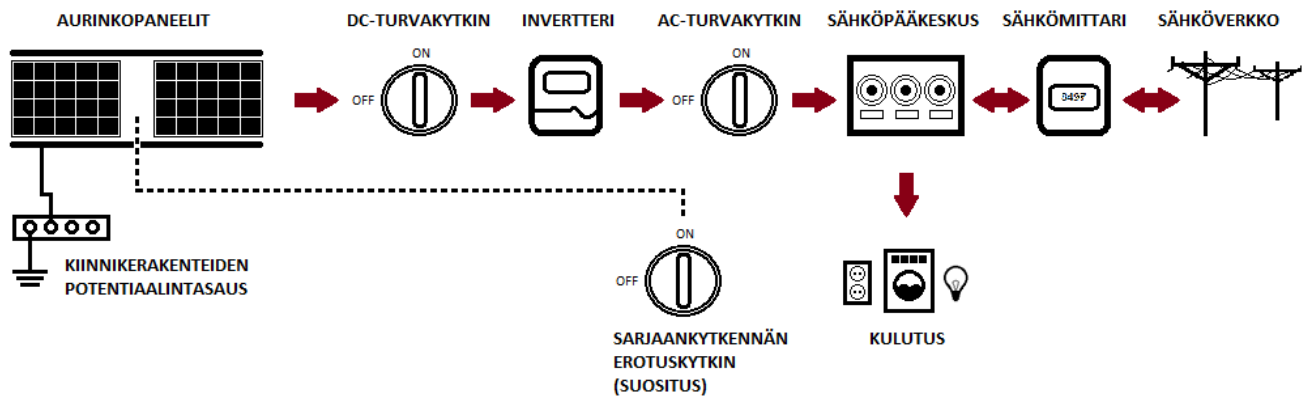 AURINKOPANEELIT
DC-TURVAKYTKIN
INVERTTERI
AC-TURVAKYTKIN
SÄHKÖPÄÄKESKUS
SÄHKÖMITTARI
SÄHKÖVERKKO
ON
OFF
ON
OFF
0497
KIINNIKERAKENTEIDEN
POTENTIAALINTASAUS
ON
OFF
SARJAANKYTKENNÄN
EROTUSKYTKIN
(SUOSITUS)
KULUTUS